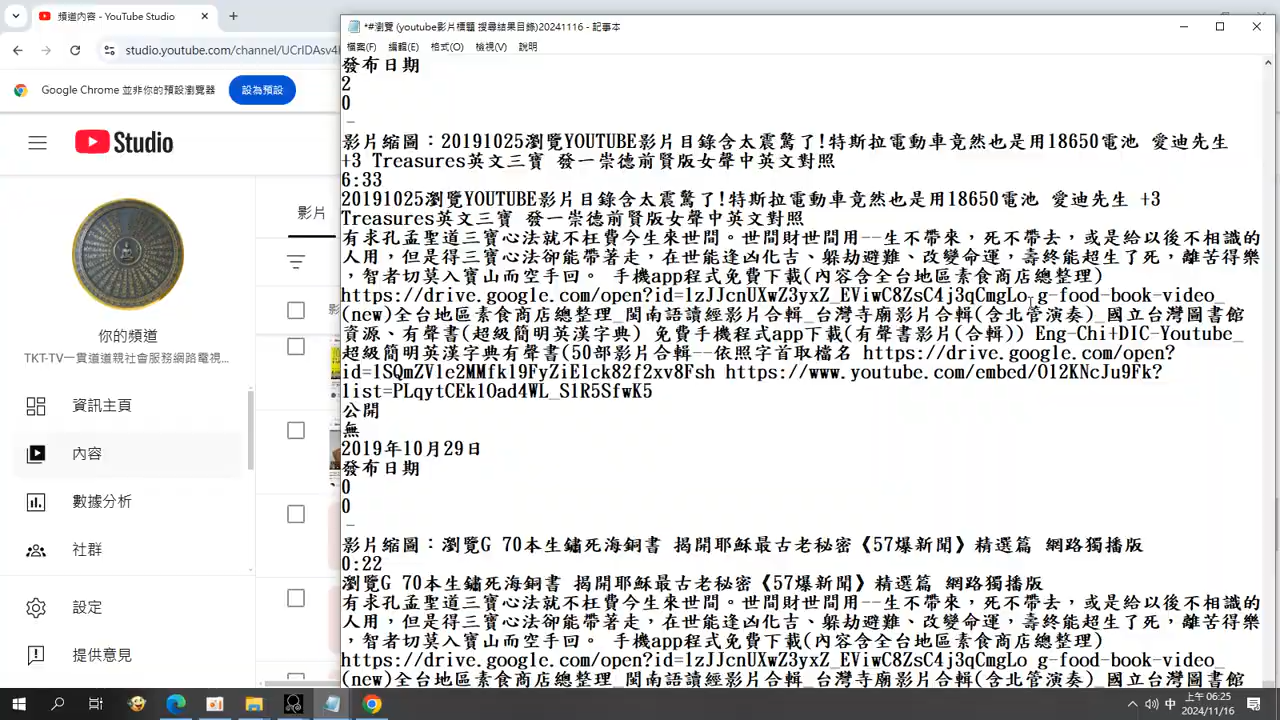 頻道內容 - YouTube Studio
studio.youtube.com/channel/UCrIDAsv4
Google Chrome 並非你的預設瀏覽器
設為預設
Studio
你的頻道
TKT-TV一貫道道親社會服務網路電視...
資訊主頁
內容
數據分析
社群
設定
提供意見
影片
*#瀏覽 (youtube影片標題 搜尋結果目錄)20241116 - 記事本
檔案(F) 編輯(E) 格式(O) 檢視(V) 說明
發布日期
2
0
–
影片縮圖：20191025瀏覽YOUTUBE影片目錄含太震驚了!特斯拉電動車竟然也是用18650電池 愛迪先生
+3 Treasures英文三寶 發一崇德前賢版女聲中英文對照
6:33
20191025瀏覽YOUTUBE影片目錄含太震驚了!特斯拉電動車竟然也是用18650電池 愛迪先生 +3
Treasures英文三寶 發一崇德前賢版女聲中英文對照
有求孔孟聖道三寶心法就不枉費今生來世間。世間財世間用--生不帶來，死不帶去，或是給以後不相識的
人用，但是得三寶心法卻能帶著走，在世能逢凶化吉、躲劫避難、改變命運，壽終能超生了死，離苦得樂
，智者切莫入寶山而空手回。 手機app程式免費下載(內容含全台地區素食商店總整理)
https://drive.google.com/open?id=1zJJcnUXwZ3yxZ_EViwC8ZsC4j3qCmgLo g-food-book-video_
(new)全台地區素食商店總整理_閩南語讀經影片合輯_台灣寺廟影片合輯(含北管演奏)_國立台灣圖書館
資源、有聲書(超級簡明英漢字典) 免費手機程式app下載(有聲書影片(合輯)) Eng-Chi+DIC-Youtube_
超級簡明英漢字典有聲書(50部影片合輯--依照字首取檔名 https://drive.google.com/open?
id=1SQmZVle2MMfkl9FyZiElck82f2xv8Fsh https://www.youtube.com/embed/O12KNcJu9Fk?
list=PLqytCEklOad4WL_SlR5SfwK5
公開
無
2019年10月29日
發布日期
0
0
–
影片縮圖：瀏覽G 70本生鏽死海銅書 揭開耶穌最古老秘密《57爆新聞》精選篇 網路獨播版
0:22
瀏覽G 70本生鏽死海銅書 揭開耶穌最古老秘密《57爆新聞》精選篇 網路獨播版
有求孔孟聖道三寶心法就不枉費今生來世間。世間財世間用--生不帶來，死不帶去，或是給以後不相識的
人用，但是得三寶心法卻能帶著走，在世能逢凶化吉、躲劫避難、改變命運，壽終能超生了死，離苦得樂
，智者切莫入寶山而空手回。 手機app程式免費下載(內容含全台地區素食商店總整理)
https://drive.google.com/open?id=1zJJcnUXwZ3yxZ_EViwC8ZsC4j3qCmgLo g-food-book-video_
(new)全台地區素食商店總整理_閩南語讀經影片合輯_台灣寺廟影片合輯(含北管演奏)_國立台灣圖書館
中
上午 06:25
2024/11/16